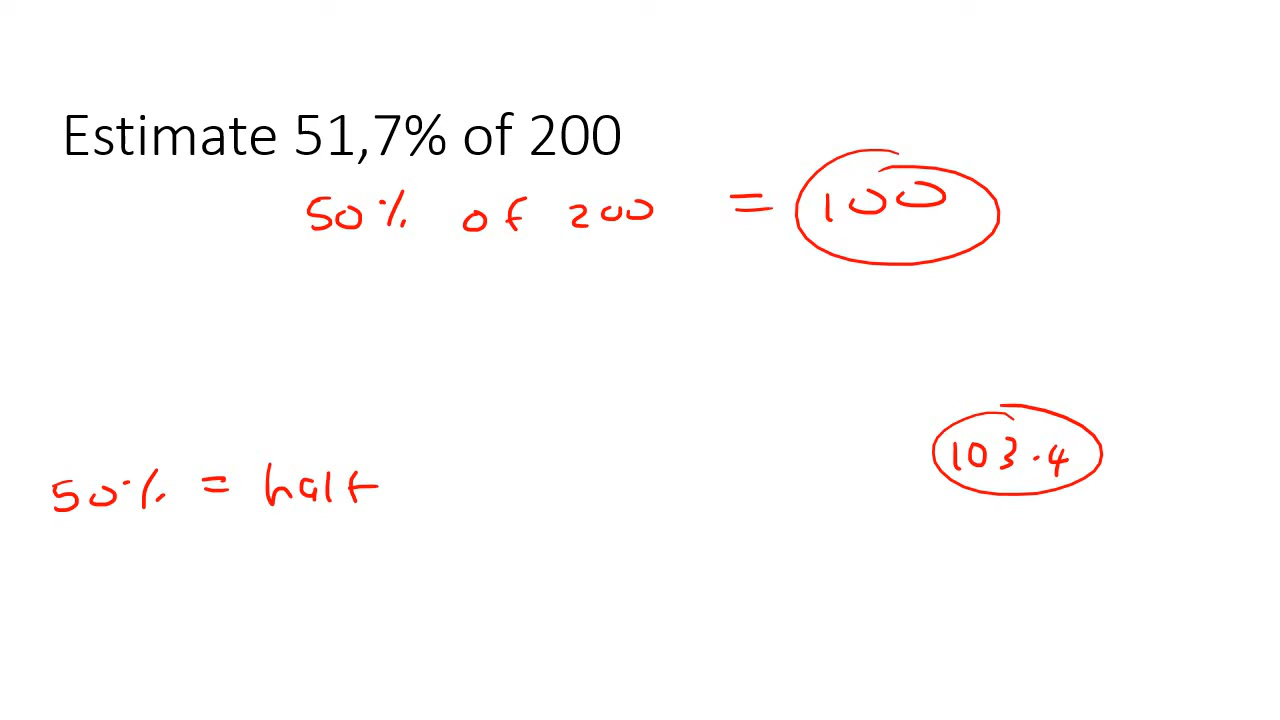 Estimate 51,7% of 200
50% of 200 = 100
103.4
50% = half